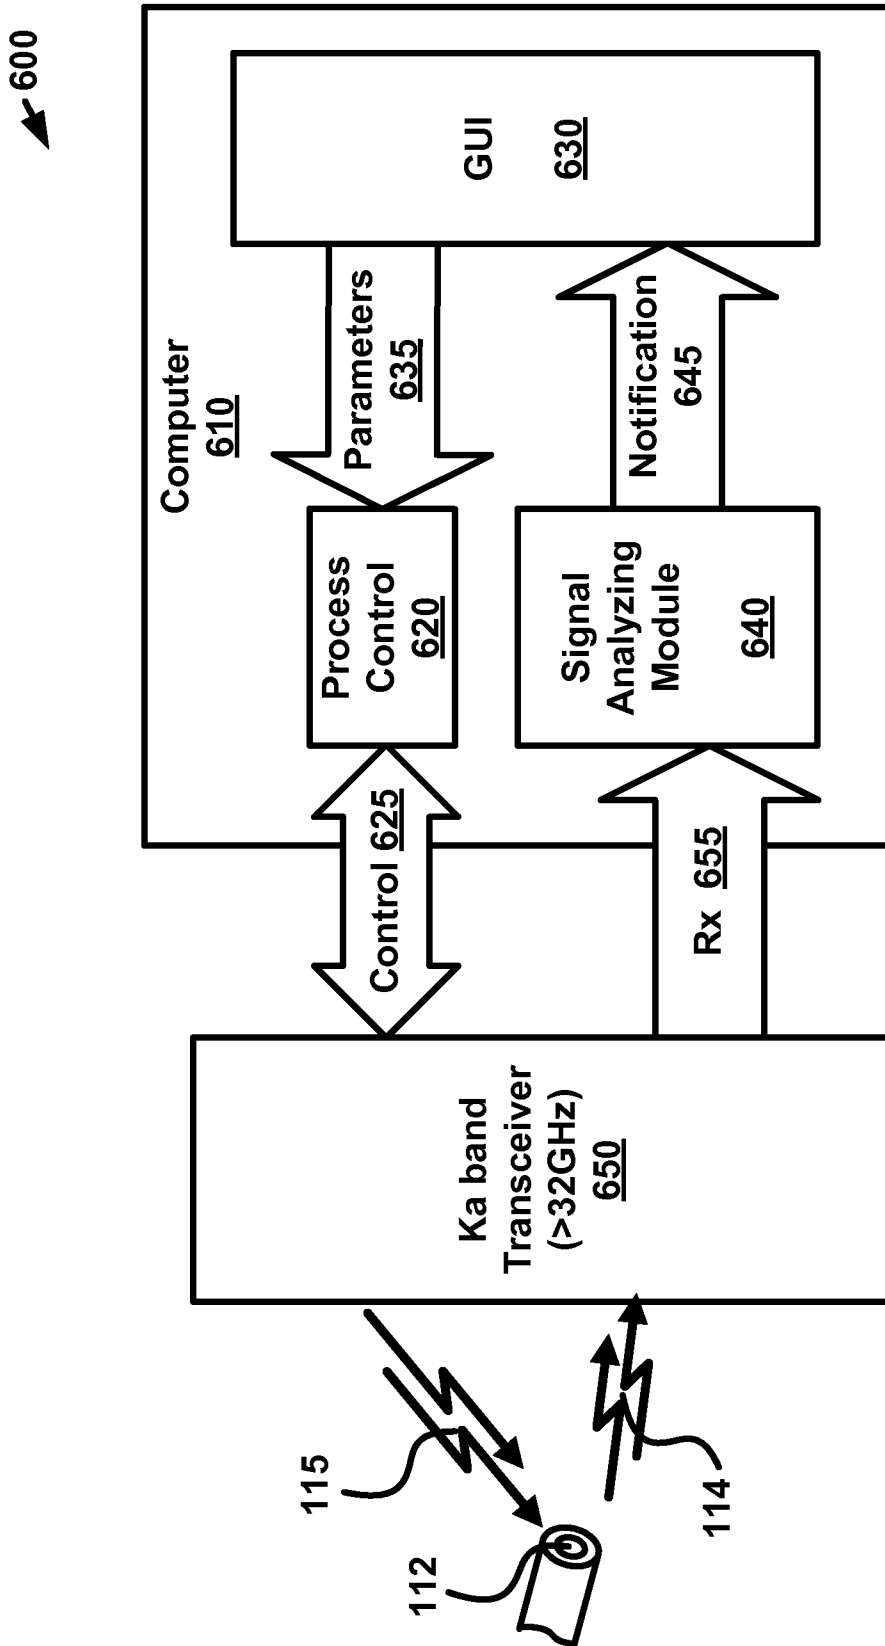 600
Computer
610
GUI
630
Parameters
635
Notification
645
Process
Control
620
Signal
Analyzing
Module
640
Control 625
Rx 655
Ka band
Transceiver
(>32GHz)
650
115
112
114